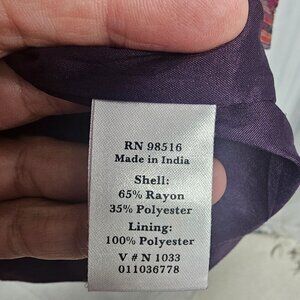 RN 98516
Made in India
Shell:
65% Rayon
35% Polyester
Lining:
100% Polyester
V # N 1033
011036778